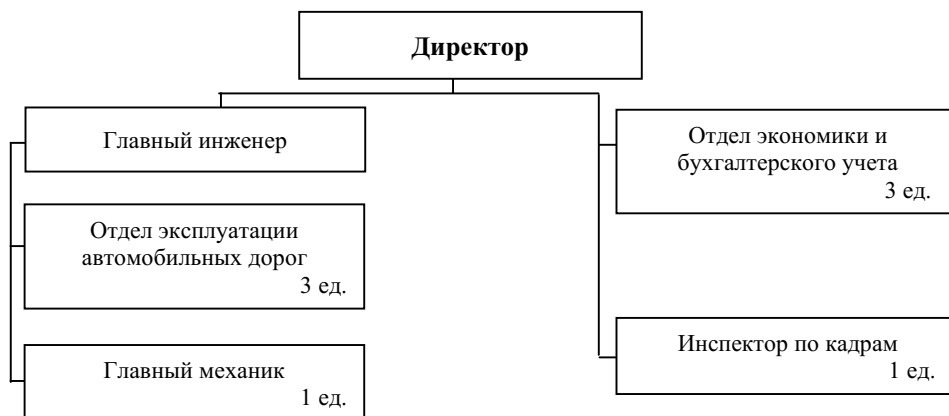 Директор
Главный инженер
Отдел эксплуатации
автомобильных дорог
3 ед.
Главный механик
1 ед.
Отдел экономики и
бухгалтерского учета
3 ед.
Инспектор по кадрам
1 ед.